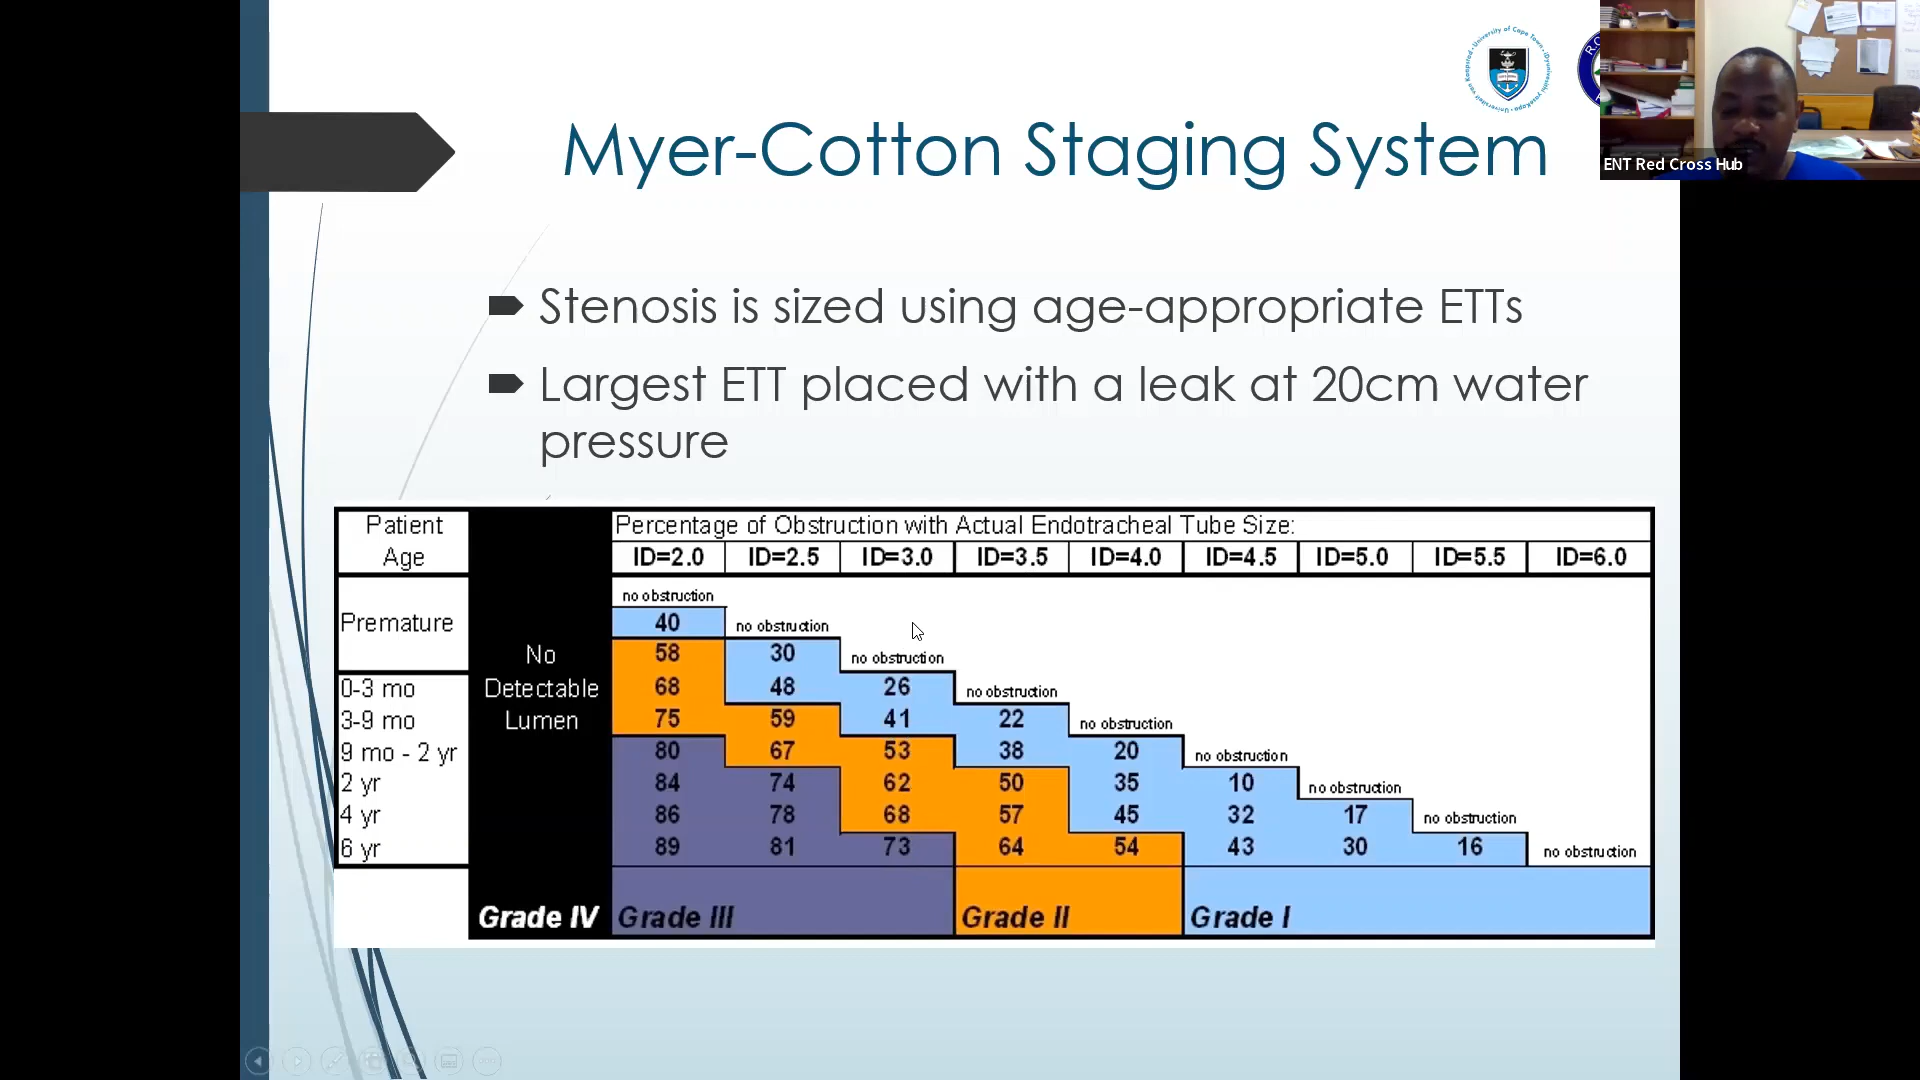 Myer-Cotton Staging System
ENT Red Cross Hub
Stenosis is sized using age-appropriate ETTs
Largest ETT placed with a leak at 20cm water
pressure
Patient Age
Percentage of Obstruction with Actual Endotracheal Tube Size:
ID=2.0 ID=2.5 ID=3.0 ID=3.5 ID=4.0 ID=4.5 ID=5.0 ID=5.5 ID=6.0
no obstruction
Premature 40 no obstruction
58 30 no obstruction
0-3 mo 68 48 26 no obstruction
3-9 mo 75 59 41 22 no obstruction
9 mo - 2 yr 80 67 53 38 20 no obstruction
2 yr 84 74 62 50 35 10 no obstruction
4 yr 86 78 68 57 45 32 17 no obstruction
6 yr 89 81 73 64 54 43 30 16 no obstruction
No
Detectable
Lumen
Grade IV Grade III Grade II Grade I